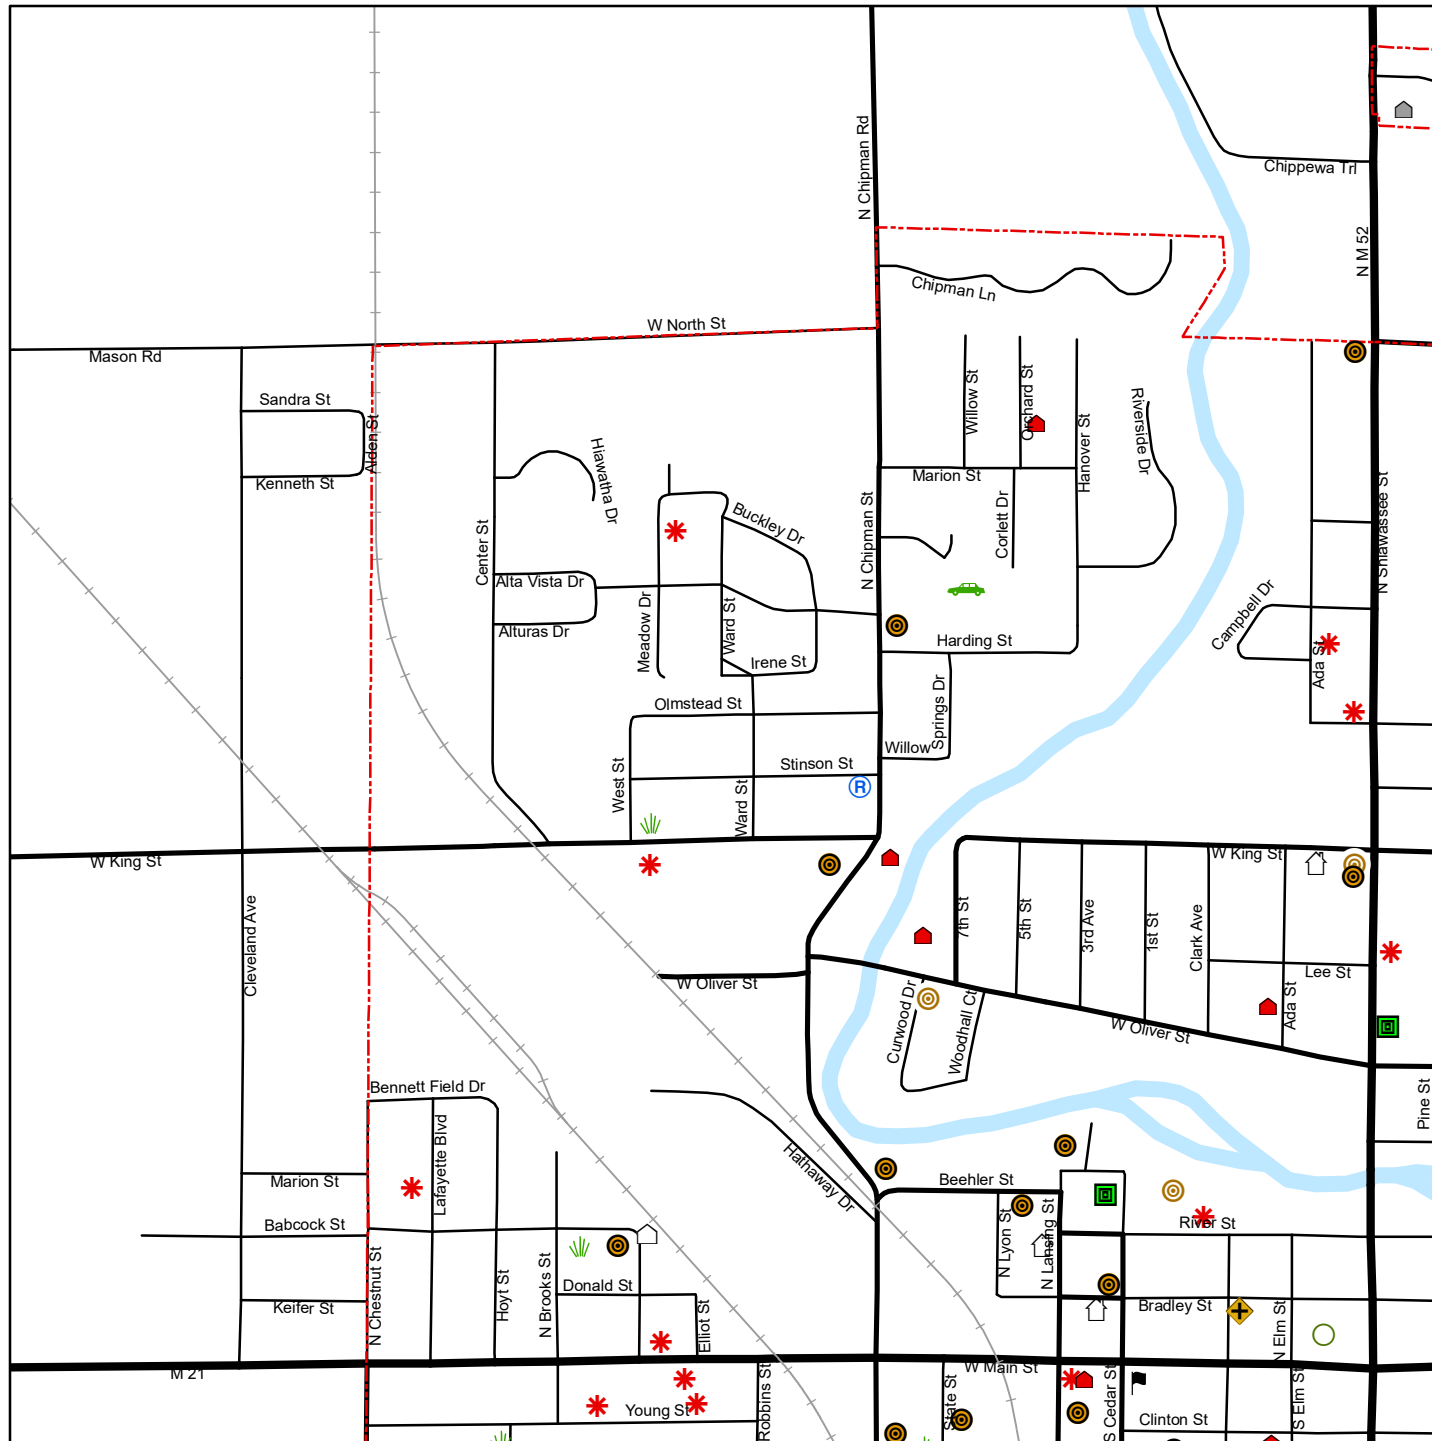 N Chipman Rd
Chippewa Trl
N M 52
Chipman Ln
W North St
Mason Rd
Sandra St
Alden St
Kenneth St
Hiawatha Dr
Willow St
Orchard St
Hanover St
Riverside Dr
Marion St
Corlett Dr
N Chipman St
N Shiawassee St
Buckley Dr
Center St
Alta Vista Dr
Alturas Dr
Meadow Dr
Ward St
Irene St
Harding St
Campbell Dr
Ada St
Olmstead St
Springs Dr
Willow
Stinson St
West St
Ward St
W King St
W King St
Cleveland Ave
7th St
5th St
3rd Ave
1st St
Clark Ave
Lee St
Ada St
W Oliver St
Curwood Dr
Woodhall Ct
W Oliver St
Pine St
Bennett Field Dr
Lafayette Blvd
Hathaway Dr
Marion St
Beehler St
Babcock St
N Lyon St
N Lansing St
River St
N Chestnut St
Hoyt St
N Brooks St
Donald St
Keifer St
Elliot St
Bradley St
N Elm St
M 21
W Main St
Robbins St
State St
S Cedar St
S Elm St
Young St
Clinton St
R